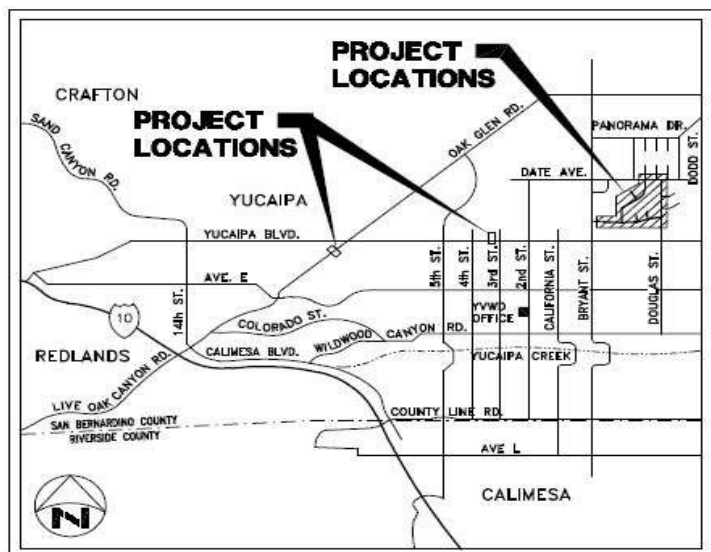 PROJECT
LOCATIONS
CRAFTON
PROJECT
LOCATIONS
SAND CANYON RD.
OAK GLEN RD.
PANORAMA DR.
DODD ST.
DATE AVE.
YUCAIPA
YUCAIPA BLVD.
AVE. E
14th ST.
5th ST.
4th ST.
3rd ST.
2nd ST.
CALIFORNIA ST.
BRYANT ST.
DOUGLAS ST.
YVWD
OFFICE
10
COLORADO ST.
WILDWOOD CANYON RD.
REDLANDS
CALIMESA BLVD.
YUCAIPA CREEK
LIVE OAK CANYON RD.
COUNTY LINE RD.
SAN BERNARDINO COUNTY
RIVERSIDE COUNTY
AVE L
CALIMESA
N